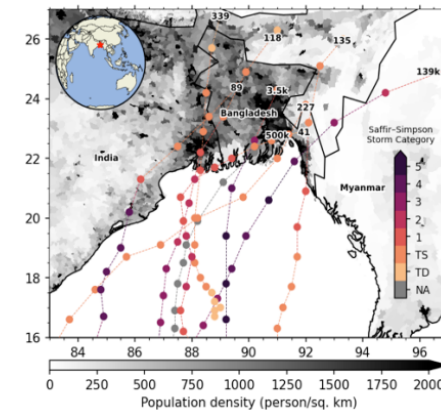 339
26
118
135
89
3.5k
139k
24
227
Bangladesh
41
500k
Saffir–Simpson
Storm Category
22
India
Myanmar
5
4
3
2
1
TS
TD
NA
20
18
16
84 86 88 90 92 94 96
0 250 500 750 1000 1250 1500 1750 2000
Population density (person/sq. km)